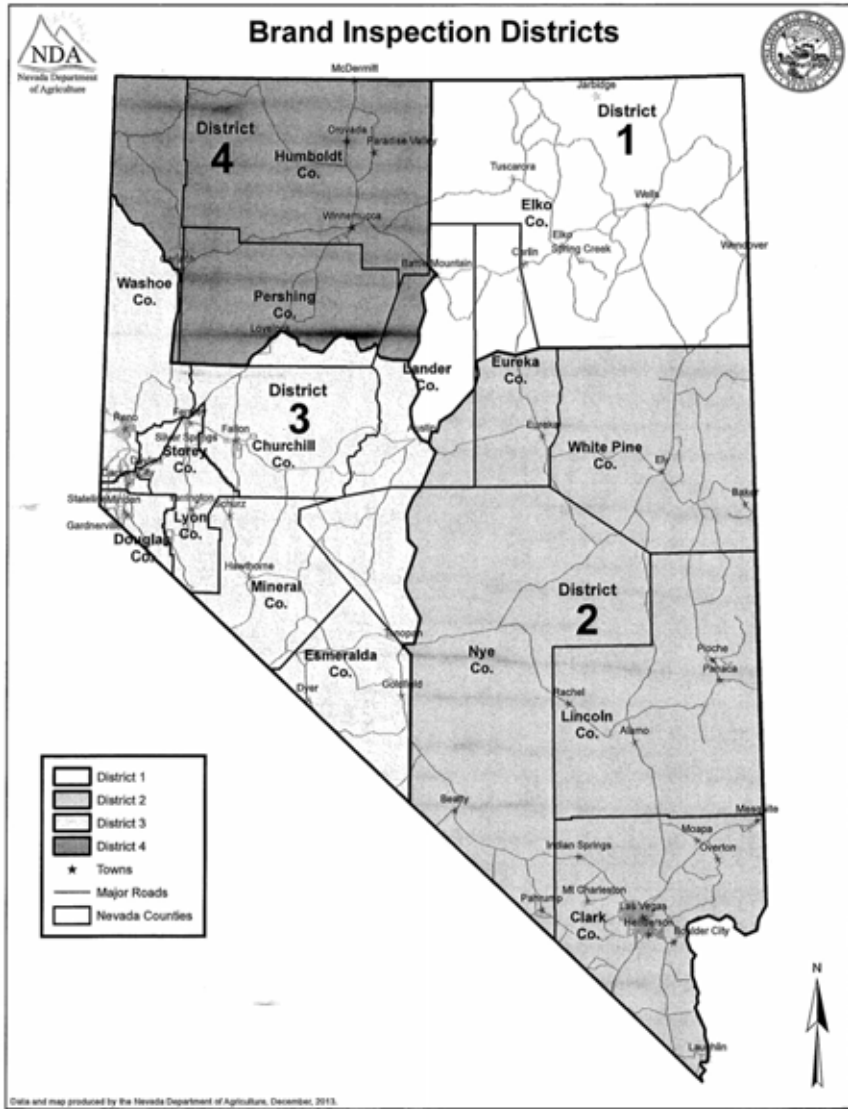 Brand Inspection Districts
NDA
Nevada Department
of Agriculture
McDermitt
Jarbidge
District
4
District
1
Orovada
Paradise Valley
Humboldt
Co.
Tuscarora
Wells
Elko
Co.
Winnemucca
Elko
Spring Creek
Carlin
Wendover
Battle Mountain
Washoe
Co.
Pershing
Co.
Lovelock
Lander
Co.
Eureka
Co.
District
3
Reno
Fallon
Silver Springs
Storey
Co.
Churchill
Co.
Austin
Eureka
White Pine
Co.
Ely
Baker
Stateline
Minden
Yerington
Schurz
Gardnerville
Lyon
Co.
Douglas
Co.
Hawthorne
Mineral
Co.
District
2
Tonopah
Esmeralda
Co.
Nye
Co.
Pioche
Panaca
Dyer
Goldfield
Rachel
Lincoln
Co.
Alamo
District 1
District 2
District 3
District 4
Towns
Major Roads
Nevada Counties
Beatty
Mesquite
Moapa
Overton
Indian Springs
Mt Charleston
Pahrump
Las Vegas
Clark
Co.
Henderson
Boulder City
Laughlin
N
Data and map produced by the Nevada Department of Agriculture, December, 2013.